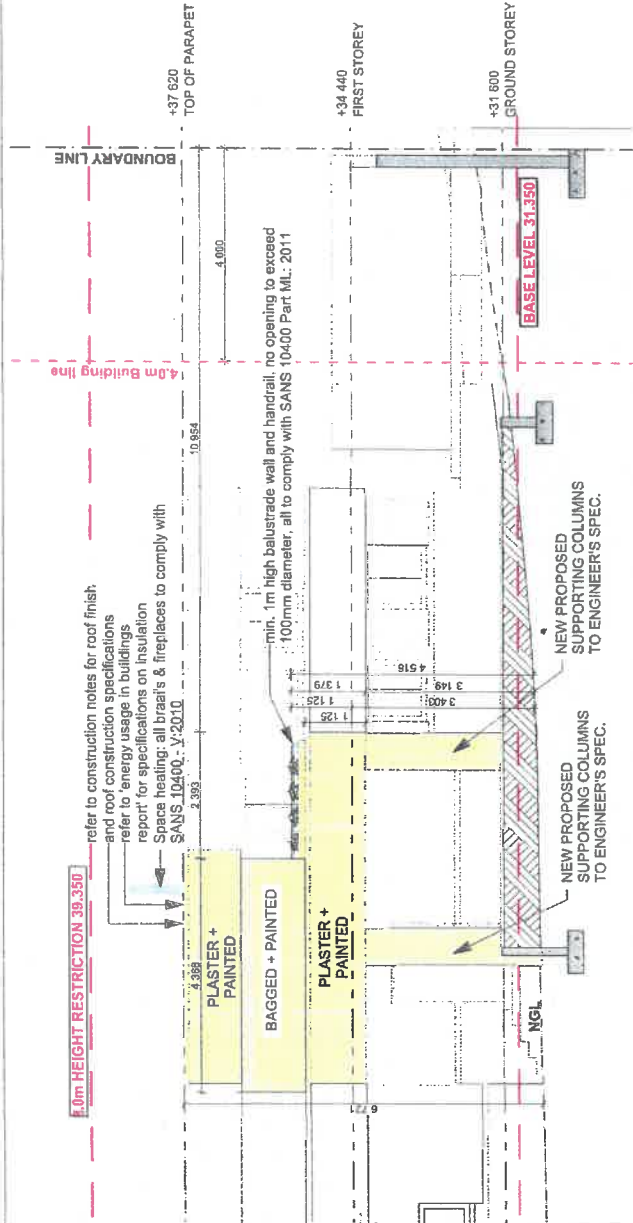 8.0m HEIGHT RESTRICTION 39.350
refer to construction notes for roof finish
and roof construction specifications
refer to 'energy usage in buildings
report' for specifications on insulation
Space heating: all braai's & fireplaces to comply with
SANS 10400 - V:2010
BOUNDARY LINE
+37 620
TOP OF PARAPET
4.0m Building line
4.000
10 954
2 393
4 368
PLASTER +
PAINTED
BAGGED + PAINTED
PLASTER +
PAINTED
min. 1m high balustrade wall and handrail, no opening to exceed
100mm diameter, all to comply with SANS 10400 Part ML: 2011
+34 440
FIRST STOREY
1 125
1 125
3 403
1 379
3 149
4 516
+31 600
GROUND STOREY
BASE LEVEL 31.350
NEW PROPOSED
SUPPORTING COLUMNS
TO ENGINEER'S SPEC.
NEW PROPOSED
SUPPORTING COLUMNS
TO ENGINEER'S SPEC.
NGL